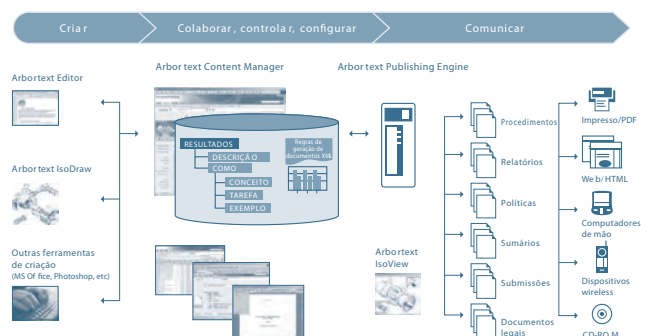 Criar
Colaborar, controlar, configurar
Comunicar
Arbortext Editor
Arbortext Content Manager
Arbortext Publishing Engine
RESULTADOS
DESCRIÇÃO
COMO
CONCEITO
TAREFA
EXEMPLO
Regras de
geração de
documentos XML
Arbortext IsoDraw
Outras ferramentas
de criação
(MS Office, Photoshop, etc)
Arbortext
IsoView
Procedimentos
Relatórios
Políticas
Sumários
Submissões
Documentos
legais
Impresso/PDF
Web/HTML
Computadores
de mão
Dispositivos
wireless
CD-ROM